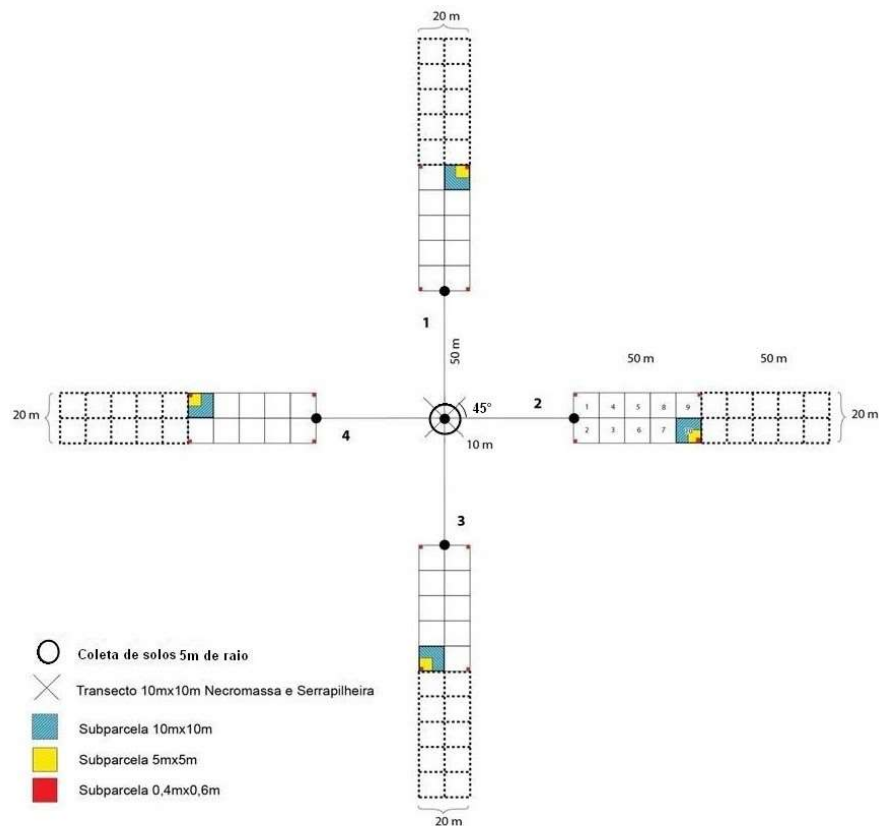 20 m
1
50 m
50 m
50 m
45°
2
20 m
4
10 m
1 4 5 8 9
2 3 6 7 10
20 m
3
Coleta de solos 5m de raio
Transecto 10mx10m Necromassa e Serrapilheira
Subparcela 10mx10m
Subparcela 5mx5m
Subparcela 0,4mx0,6m
20 m